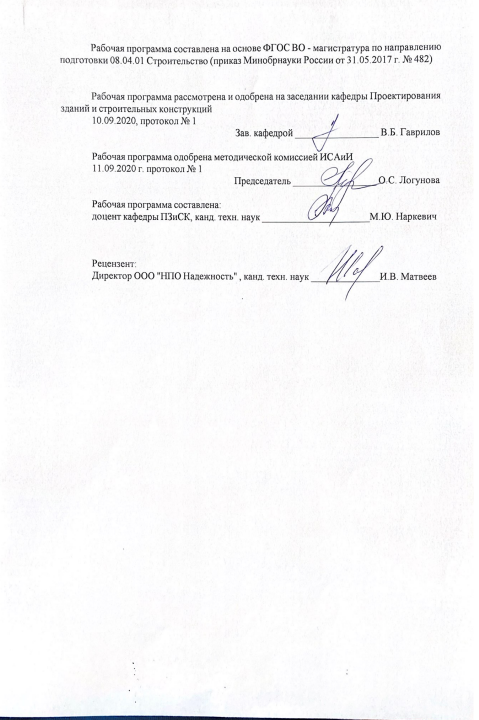 Рабочая программа составлена на основе ФГОС ВО - магистратура по направлению
подготовки 08.04.01 Строительство (приказ Минобрнауки России от 31.05.2017 г. № 482)
Рабочая программа рассмотрена и одобрена на заседании кафедры Проектирования
зданий и строительных конструкций
10.09.2020, протокол № 1
Зав. кафедрой _________________ В.Б. Гаврилов
Рабочая программа одобрена методической комиссией ИСАиИ
11.09.2020 г. протокол № 1
Председатель _________________ О.С. Логунова
Рабочая программа составлена:
доцент кафедры ПЗиСК, канд. техн. наук _____________________ М.Ю. Наркевич
Рецензент:
Директор ООО "НПО Надежность" , канд. техн. наук ______________ И.В. Матвеев